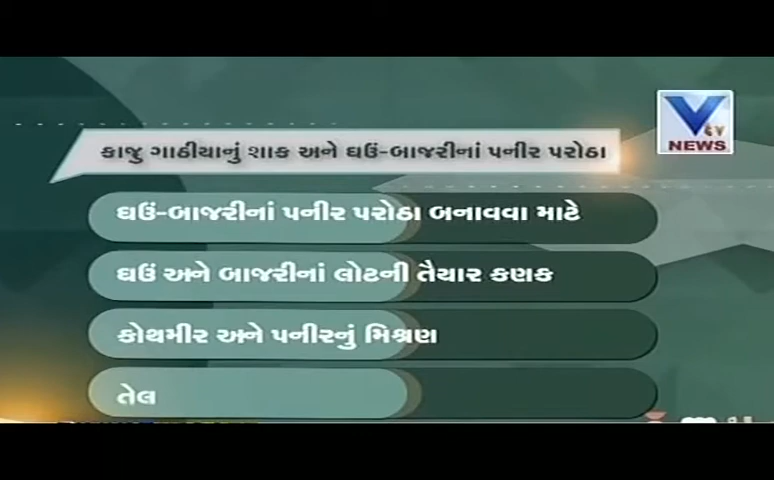 V
tv
NEWS
કાજુ ગાઠીયાનું શાક અને ઘઉં-બાજરીનાં પનીર પરોઠા
ઘઉં-બાજરીનાં પનીર પરોઠા બનાવવા માટે
ઘઉં અને બાજરીનાં લોટની તૈયાર કણક
કોથમીર અને પનીરનું મિશ્રણ
તેલ